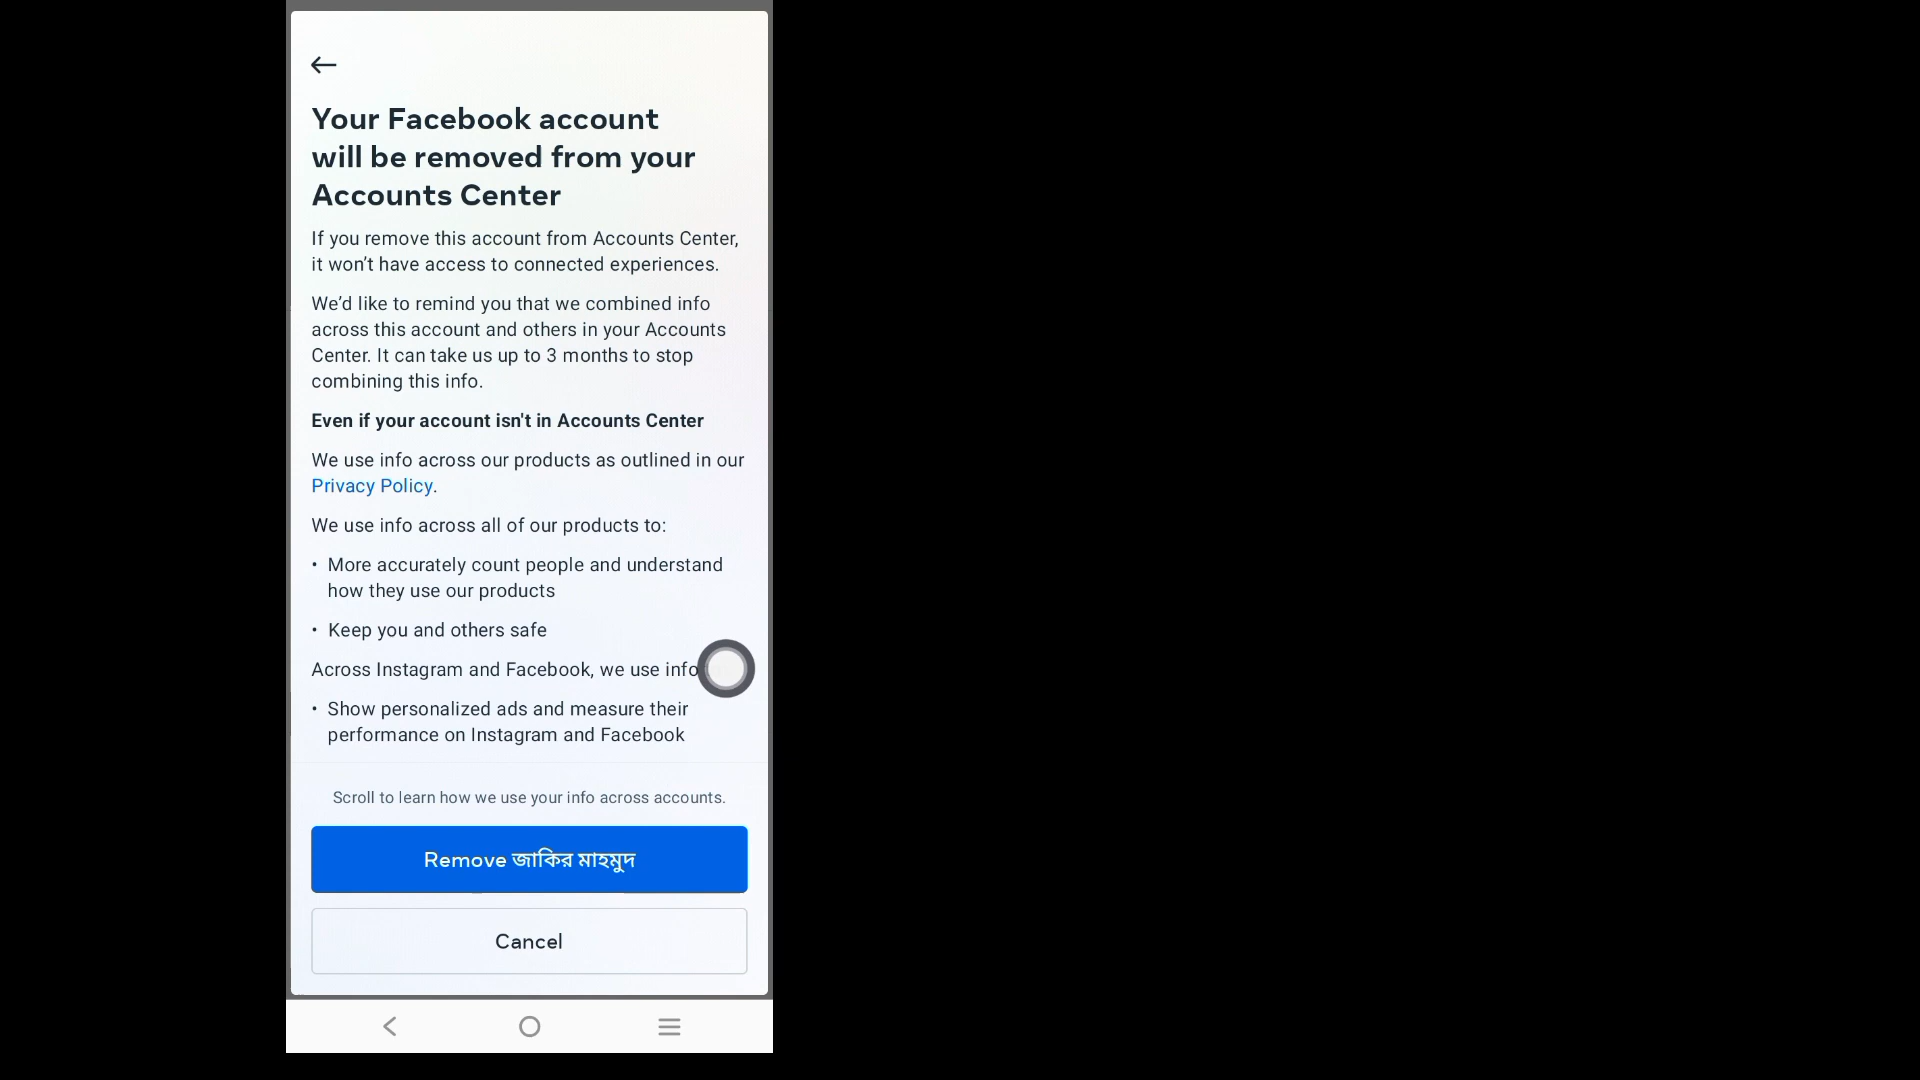 Your Facebook account
will be removed from your
Accounts Center
If you remove this account from Accounts Center,
it won’t have access to connected experiences.
We’d like to remind you that we combined info
across this account and others in your Accounts
Center. It can take us up to 3 months to stop
combining this info.
Even if your account isn't in Accounts Center
We use info across our products as outlined in our
Privacy Policy.
We use info across all of our products to:
• More accurately count people and understand
how they use our products
• Keep you and others safe
Across Instagram and Facebook, we use info
• Show personalized ads and measure their
performance on Instagram and Facebook
Scroll to learn how we use your info across accounts.
Remove জাকির মাহমুদ
Cancel